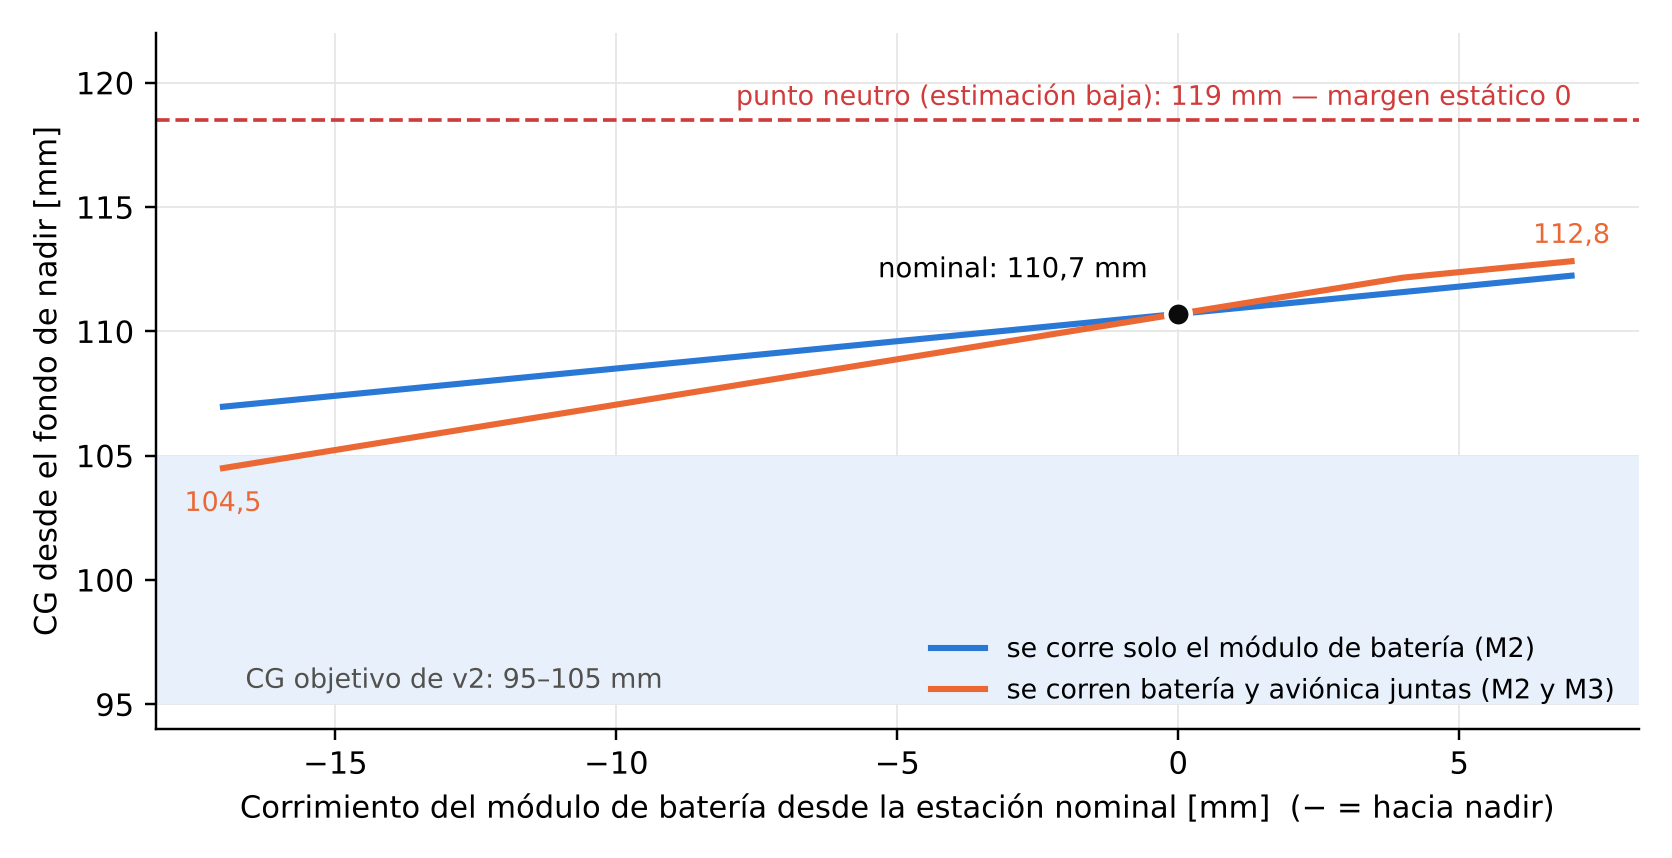 120
115
110
105
100
95
CG desde el fondo de nadir [mm]
punto neutro (estimación baja): 119 mm — margen estático 0
112,8
nominal: 110,7 mm
104,5
CG objetivo de v2: 95–105 mm
se corre solo el módulo de batería (M2)
se corren batería y aviónica juntas (M2 y M3)
−15
−10
−5
0
5
Corrimiento del módulo de batería desde la estación nominal [mm]  (− = hacia nadir)